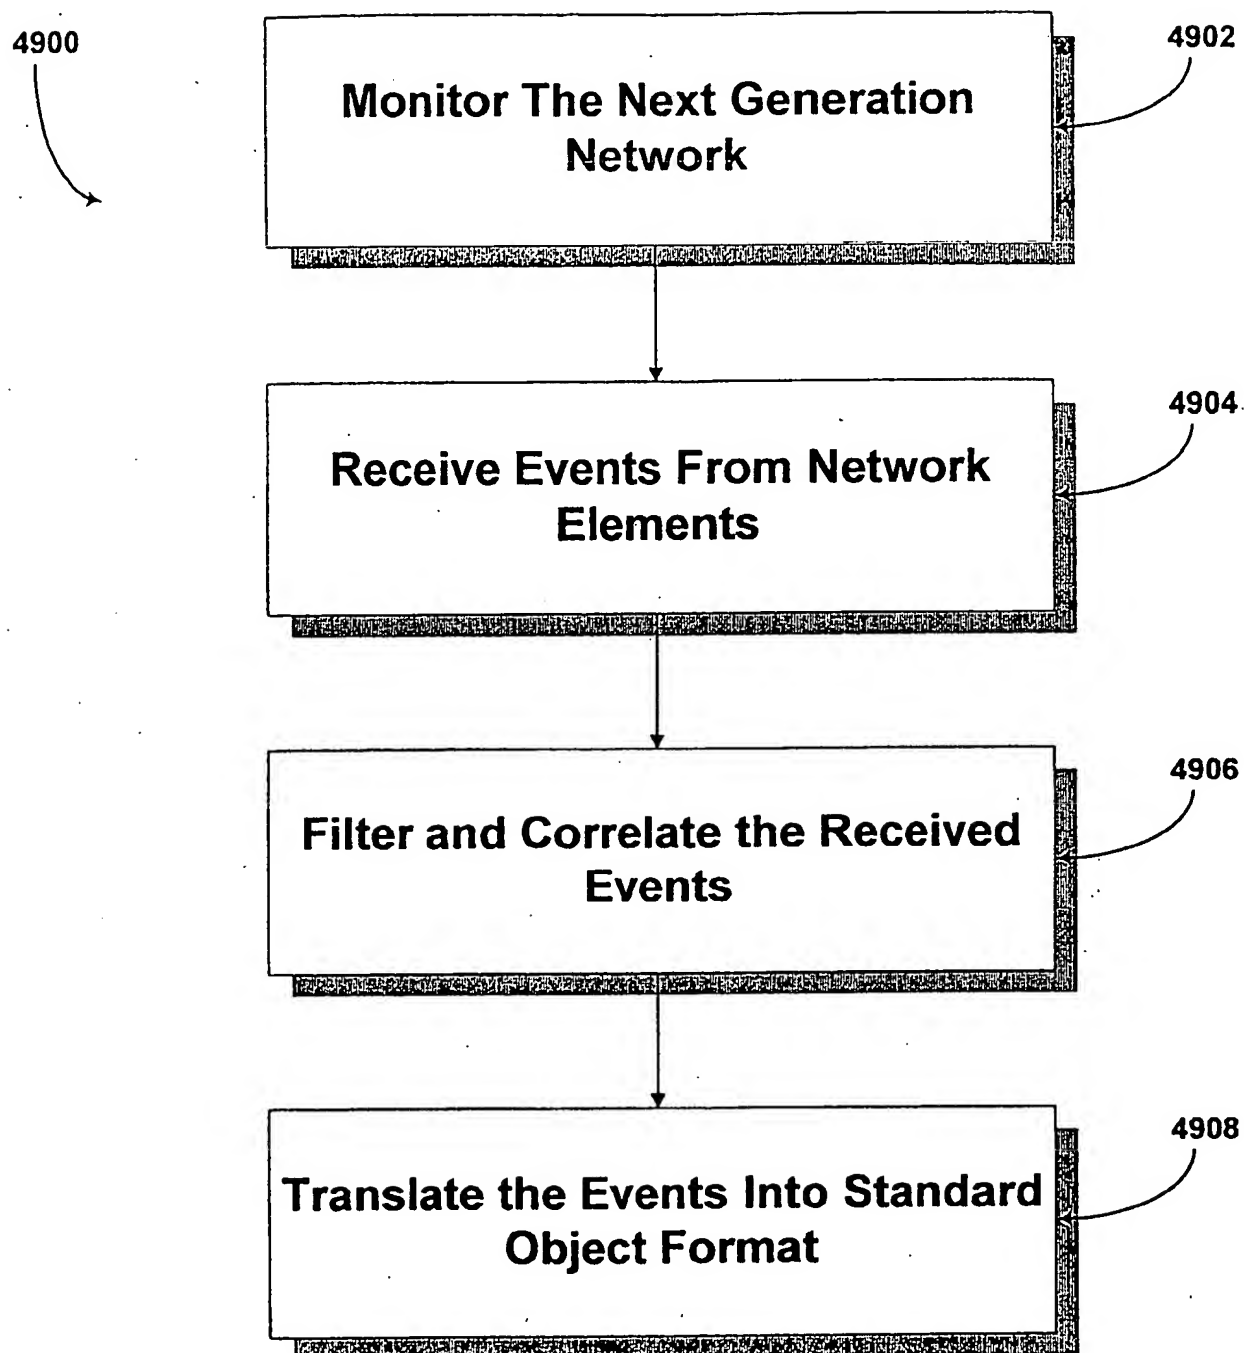 4900
4902
Monitor The Next Generation
Network
4904
Receive Events From Network
Elements
4906
Filter and Correlate the Received
Events
4908
Translate the Events Into Standard
Object Format